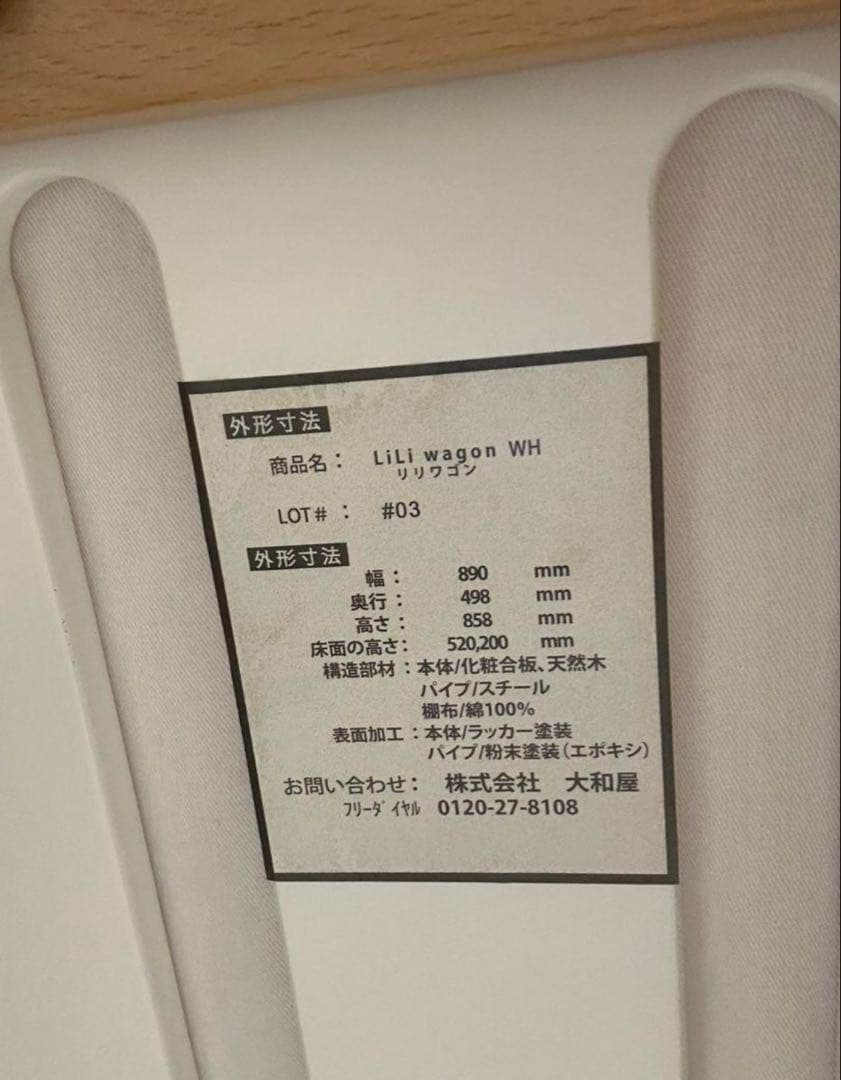 外形寸法
商品名： LiLi wagon WH
リリワゴン
LOT#： #03
外形寸法
幅： 890 mm
奥行： 498 mm
高さ： 858 mm
床面の高さ： 520,200 mm
構造部材：本体/化粧合板、天然木
パイプ/スチール
棚布/綿100%
表面加工：本体/ラッカー塗装
パイプ/粉末塗装（エポキシ）
お問い合わせ： 株式会社 大和屋
ﾌﾘｰﾀﾞｲﾔﾙ 0120-27-8108